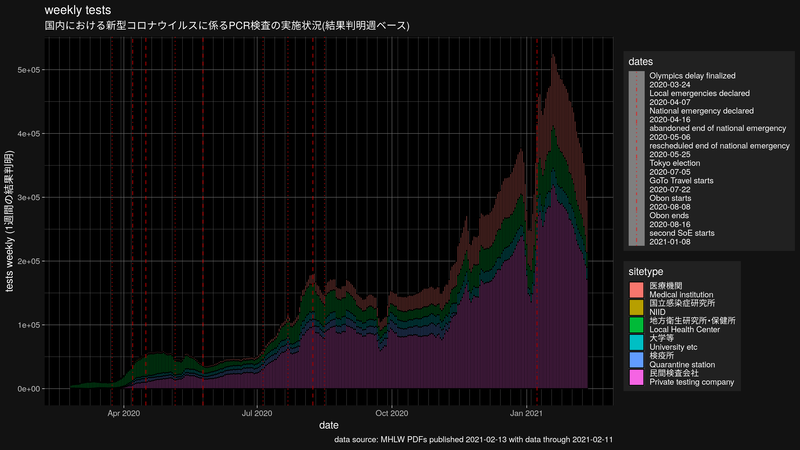 weekly tests
国内における新型コロナウイルスに係るPCR検査の実施状況(結果判明週ベース)
tests weekly (1週間の結果判明)
5e+05
4e+05
3e+05
2e+05
1e+05
0e+00
Apr 2020
Jul 2020
Oct 2020
Jan 2021
date
dates
Olympics delay finalized
2020-03-24
Local emergencies declared
2020-04-07
National emergency declared
2020-04-16
abandoned end of national emergency
2020-05-06
rescheduled end of national emergency
2020-05-25
Tokyo election
2020-07-05
GoTo Travel starts
2020-07-22
Obon starts
2020-08-08
Obon ends
2020-08-16
second SoE starts
2021-01-08
sitetype
医療機関
Medical institution
国立感染症研究所
NIID
地方衛生研究所・保健所
Local Health Center
大学等
University etc
検疫所
Quarantine station
民間検査会社
Private testing company
data source: MHLW PDFs published 2021-02-13 with data through 2021-02-11